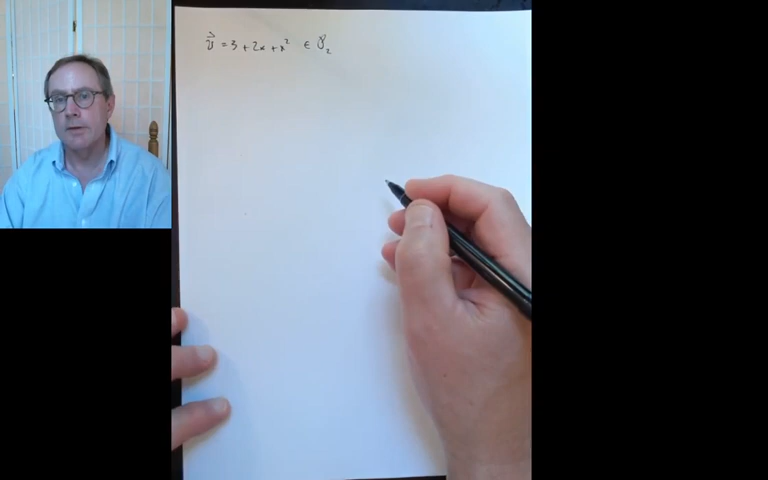 v⃗ = 3 + 2x + x² ∈ P₂